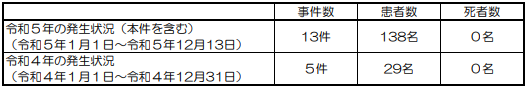 事件数 患者数 死者数
令和５年の発生状況（本件を含む）
（令和５年１月１日～令和５年12月13日） 13件 138名 ０名
令和４年の発生状況
（令和４年１月１日～令和４年12月31日） ５件 29名 ０名